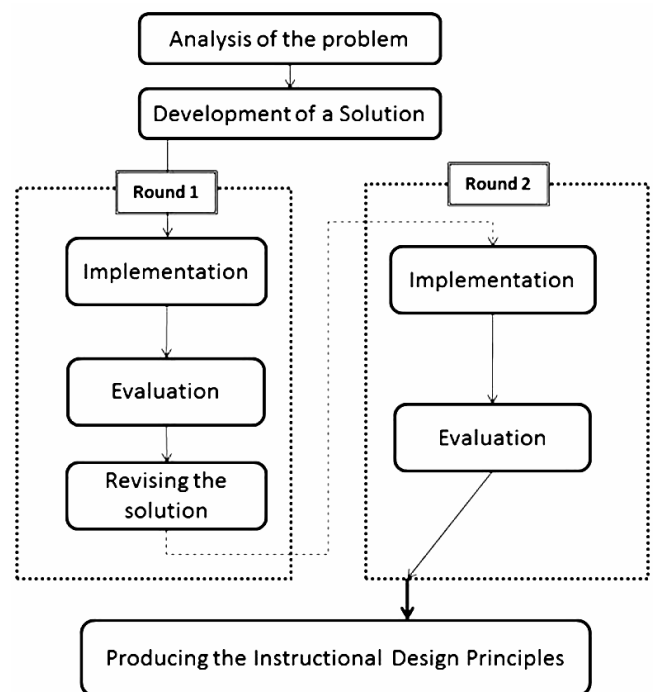 Analysis of the problem
Development of a Solution
Round 1
Implementation
Evaluation
Revising the
solution
Round 2
Implementation
Evaluation
Producing the Instructional Design Principles